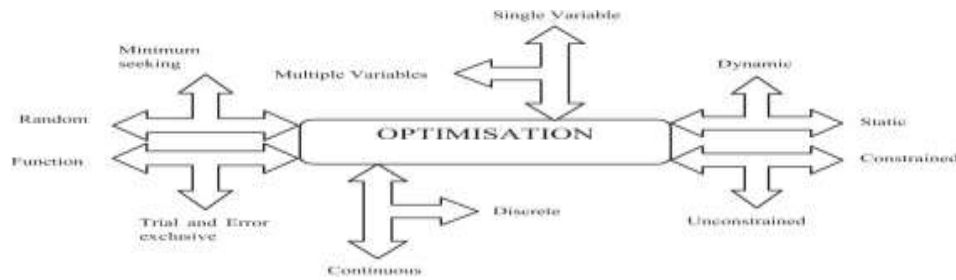 Single Variable
Minimum
seeking
Multiple Variables
Dynamic
Random
OPTIMISATION
Static
Function
Constrained
Trial and Error
exclusive
Discrete
Unconstrained
Continuous